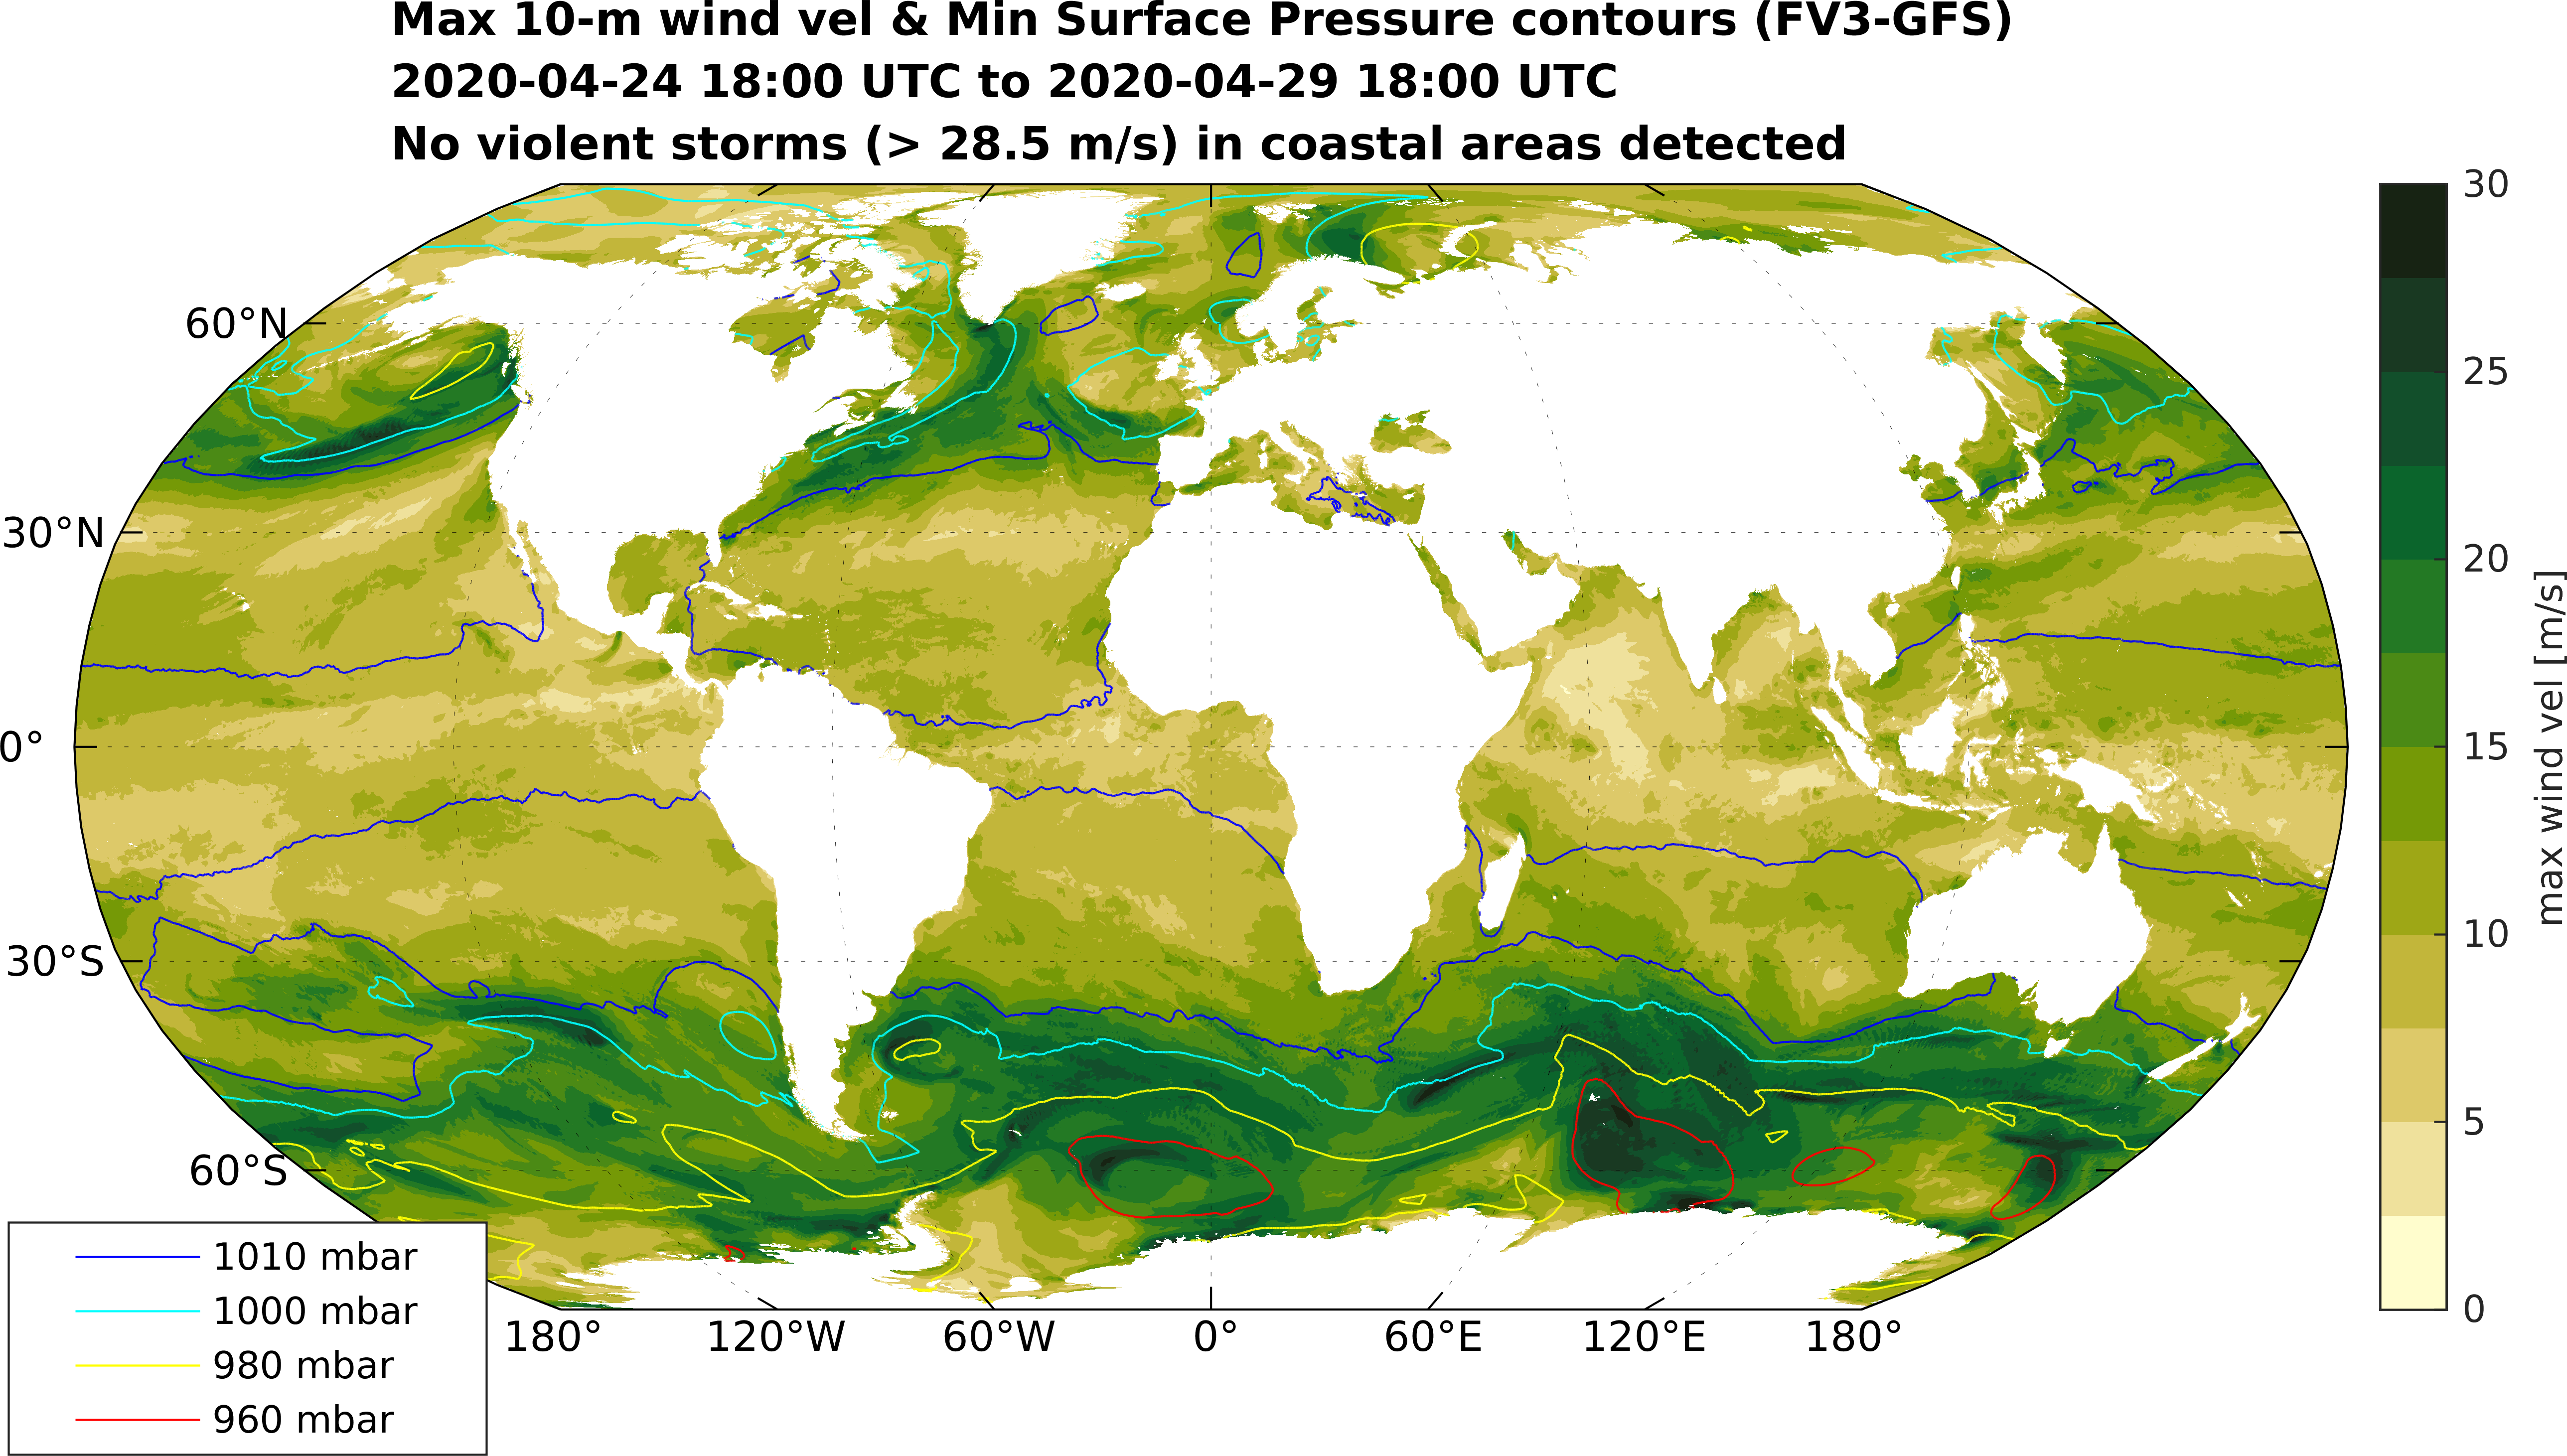 Max 10-m wind vel & Min Surface Pressure contours (FV3-GFS)
2020-04-24 18:00 UTC to 2020-04-29 18:00 UTC
No violent storms (> 28.5 m/s) in coastal areas detected
60°N
30°N
0°
30°S
60°S
180°
120°W
60°W
0°
60°E
120°E
180°
1010 mbar
1000 mbar
980 mbar
960 mbar
30
25
20
15
10
5
0
max wind vel [m/s]